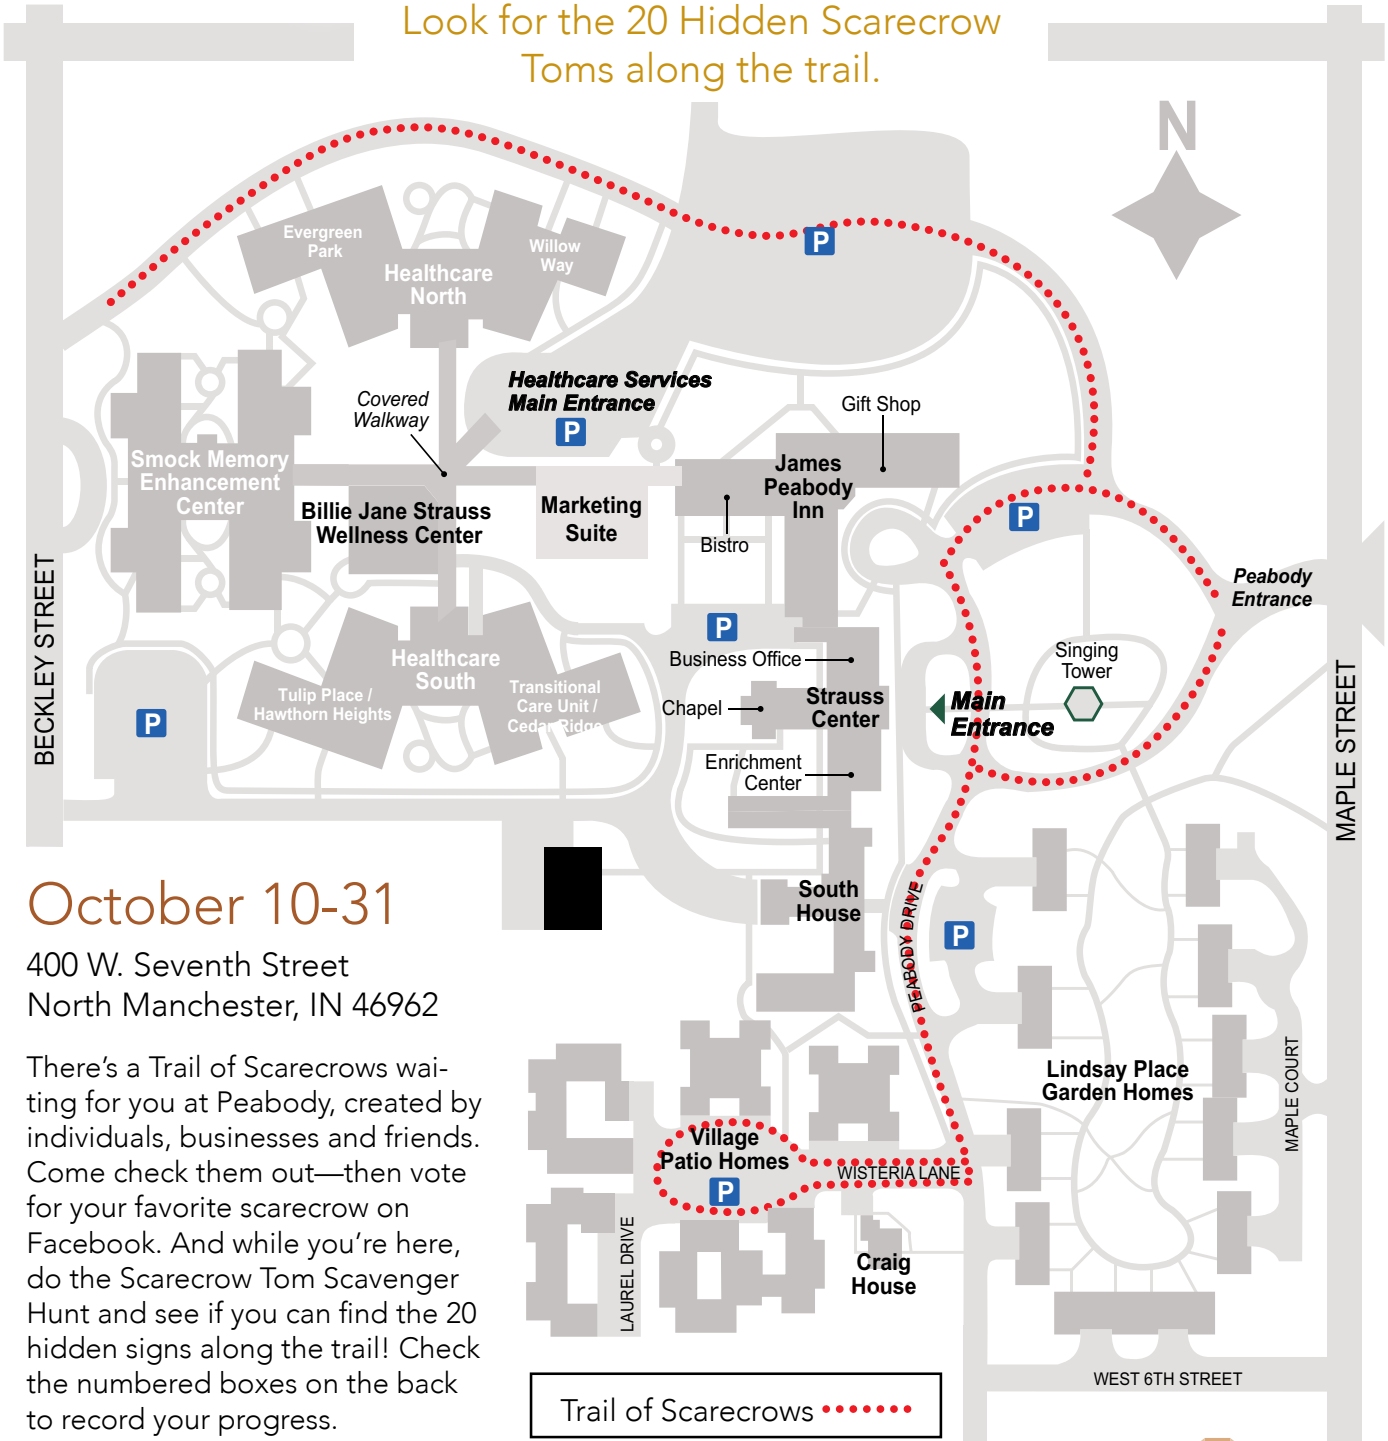 Look for the 20 Hidden Scarecrow
Toms along the trail.
N
Evergreen
Park
Willow
Way
Healthcare
North
P
Healthcare Services
Main Entrance
P
Covered
Walkway
Gift Shop
Smock Memory
Enhancement
Center
James
Peabody
Inn
Billie Jane Strauss
Wellness Center
Marketing
Suite
Bistro
P
Peabody
Entrance
BECKLEY STREET
P
Business Office
Singing
Tower
Healthcare
South
Tulip Place /
Hawthorn Heights
Transitional
Care Unit /
Cedar Ridge
P
Chapel
Strauss
Center
Main
Entrance
Enrichment
Center
MAPLE STREET
October 10-31
400 W. Seventh Street
North Manchester, IN 46962
South
House
PEABODY DRIVE
P
There’s a Trail of Scarecrows wai-
ting for you at Peabody, created by
individuals, businesses and friends.
Come check them out—then vote
for your favorite scarecrow on
Facebook. And while you’re here,
do the Scarecrow Tom Scavenger
Hunt and see if you can find the 20
hidden signs along the trail! Check
the numbered boxes on the back
to record your progress.
Lindsay Place
Garden Homes
MAPLE COURT
Village
Patio Homes
P
WISTERIA LANE
LAUREL DRIVE
Craig
House
WEST 6TH STREET
Trail of Scarecrows